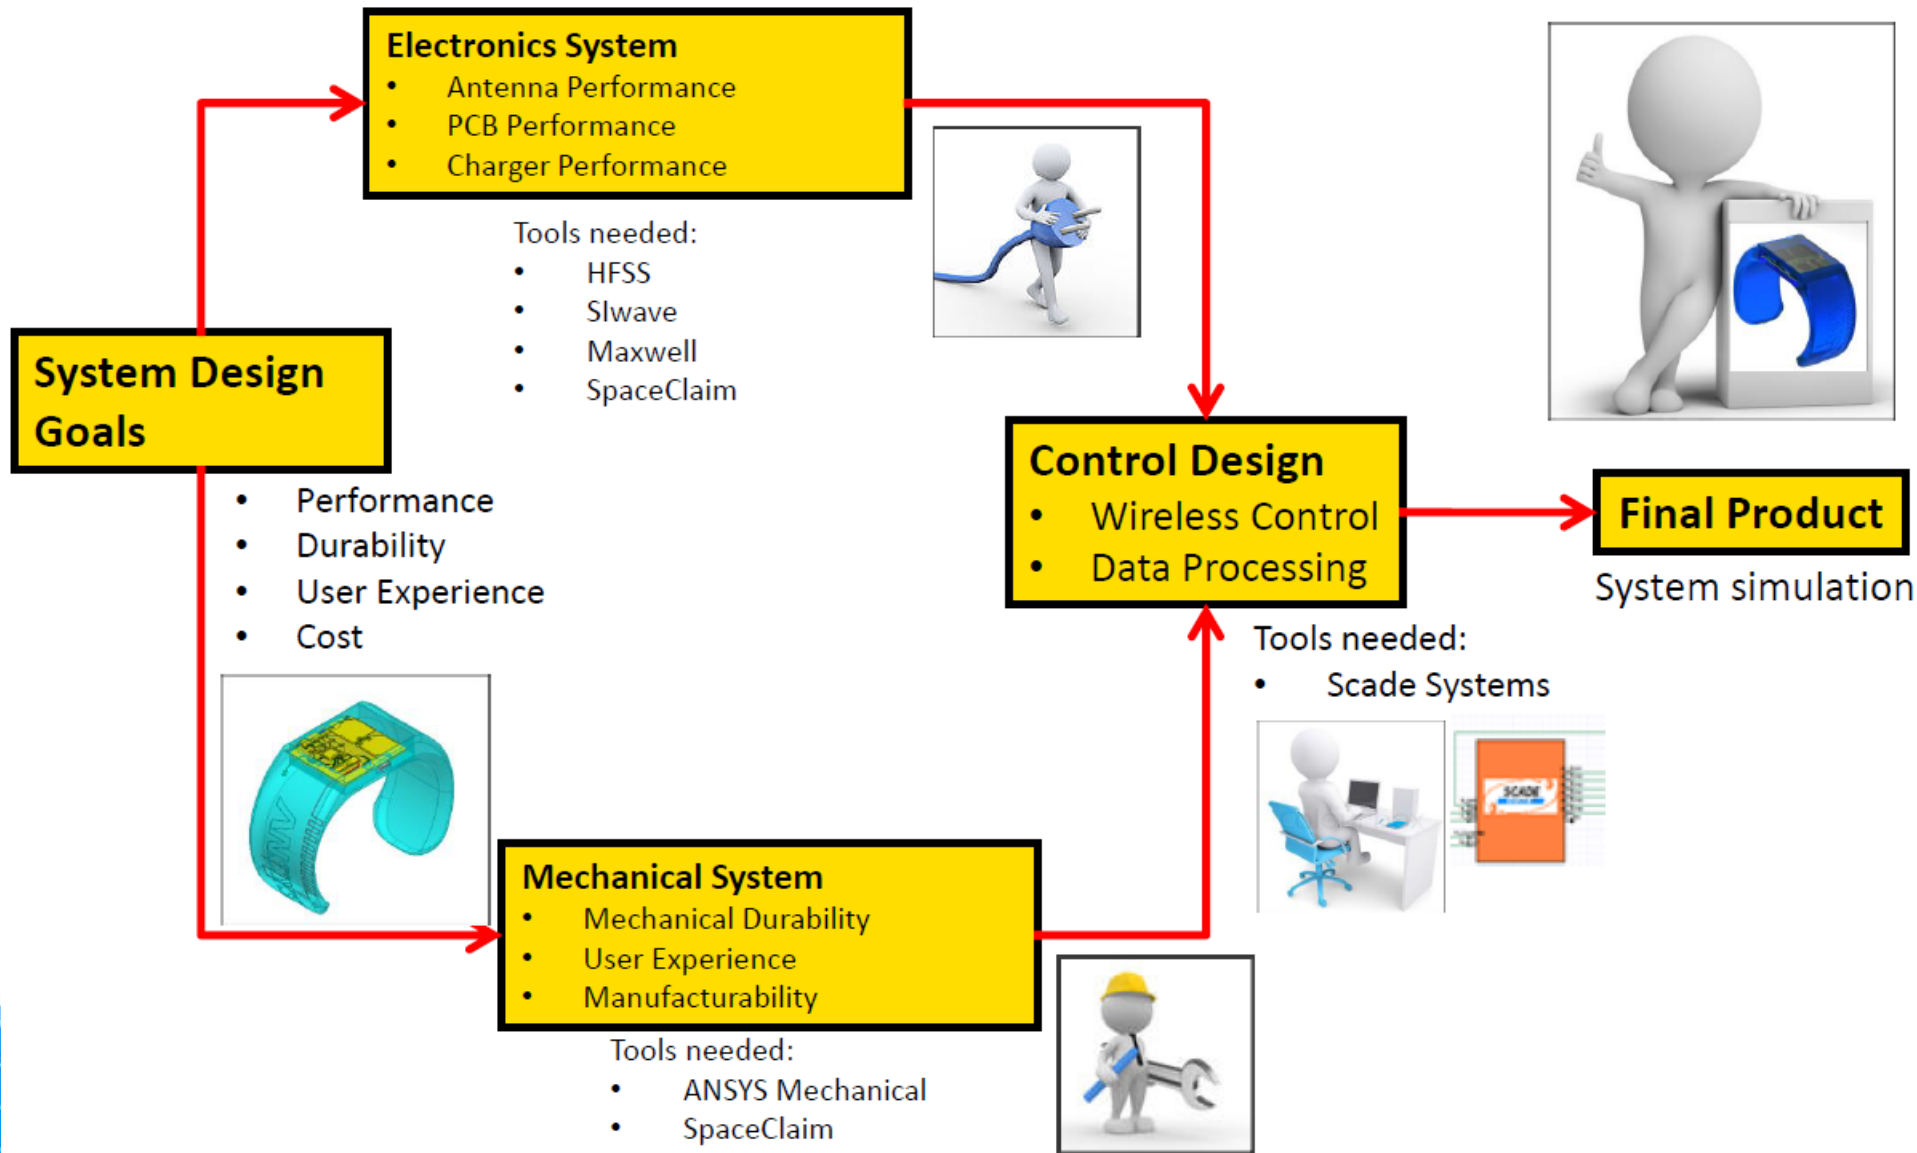 Electronics System
• Antenna Performance
• PCB Performance
• Charger Performance
Tools needed:
• HFSS
• SIwave
• Maxwell
• SpaceClaim
System Design
Goals
• Performance
• Durability
• User Experience
• Cost
Control Design
• Wireless Control
• Data Processing
Tools needed:
• Scade Systems
SCADE
Final Product
System simulation
Mechanical System
• Mechanical Durability
• User Experience
• Manufacturability
Tools needed:
• ANSYS Mechanical
• SpaceClaim